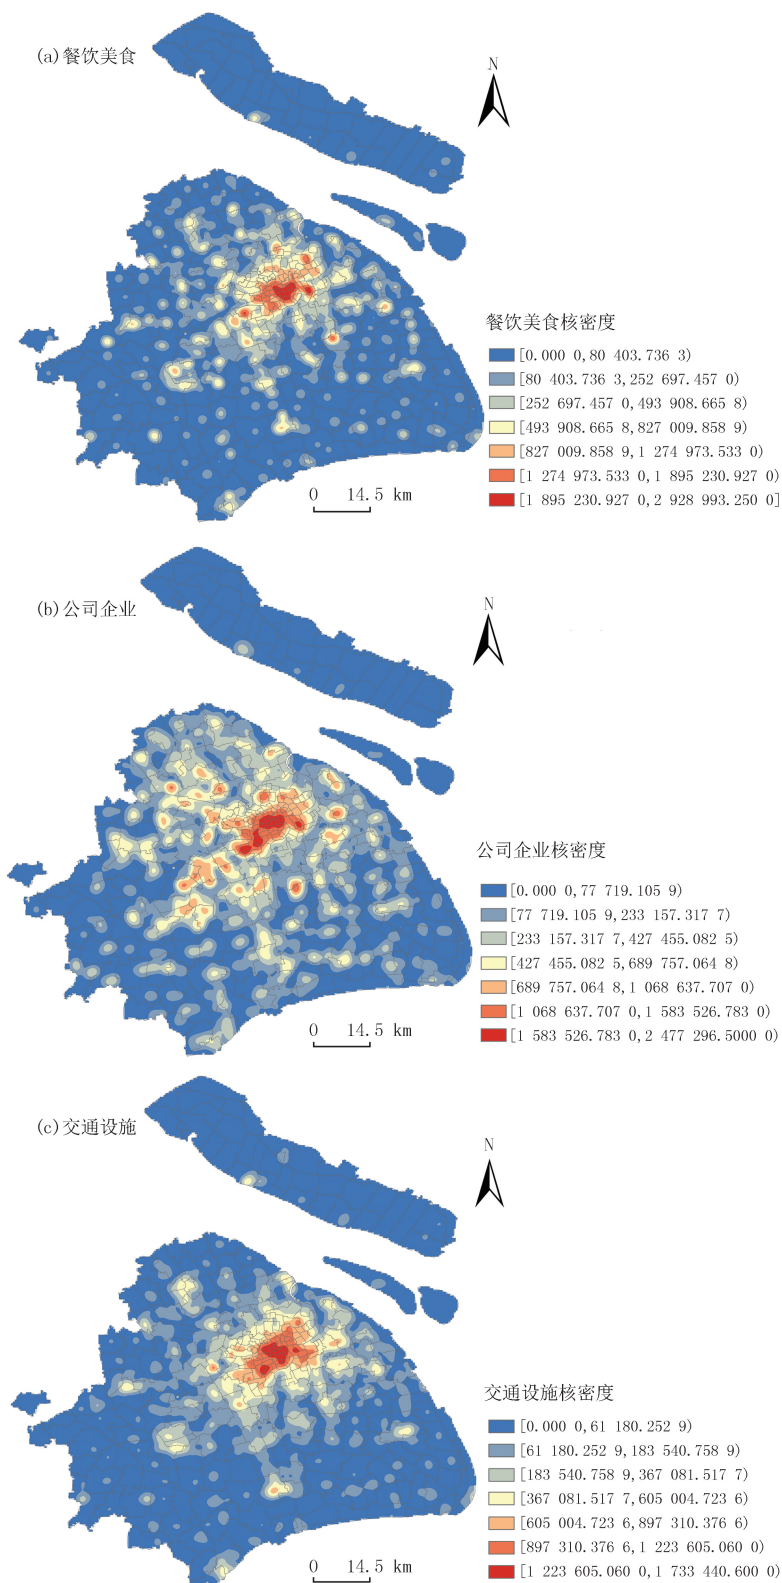 (a)餐饮美食
N
餐饮美食核密度
[0.000 0,80 403.736 3)
[80 403.736 3,252 697.457 0)
[252 697.457 0,493 908.665 8)
[493 908.665 8,827 009.858 9)
[827 009.858 9,1 274 973.533 0)
[1 274 973.533 0,1 895 230.927 0)
[1 895 230.927 0,2 928 993.250 0]
0 14.5 km
(b)公司企业
N
公司企业核密度
[0.000 0,77 719.105 9)
[77 719.105 9,233 157.317 7)
[233 157.317 7,427 455.082 5)
[427 455.082 5,689 757.064 8)
[689 757.064 8,1 068 637.707 0)
[1 068 637.707 0,1 583 526.783 0)
[1 583 526.783 0,2 477 296.5000 0)
0 14.5 km
(c)交通设施
N
交通设施核密度
[0.000 0,61 180.252 9)
[61 180.252 9,183 540.758 9)
[183 540.758 9,367 081.517 7)
[367 081.517 7,605 004.723 6)
[605 004.723 6,897 310.376 6)
[897 310.376 6,1 223 605.060 0)
[1 223 605.060 0,1 733 440.600 0)
0 14.5 km